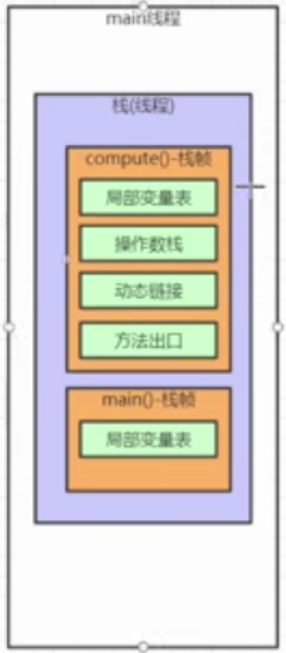 main线程
栈(线程)
compute()-栈帧
局部变量表
操作数栈
动态链接
方法出口
main()-栈帧
局部变量表